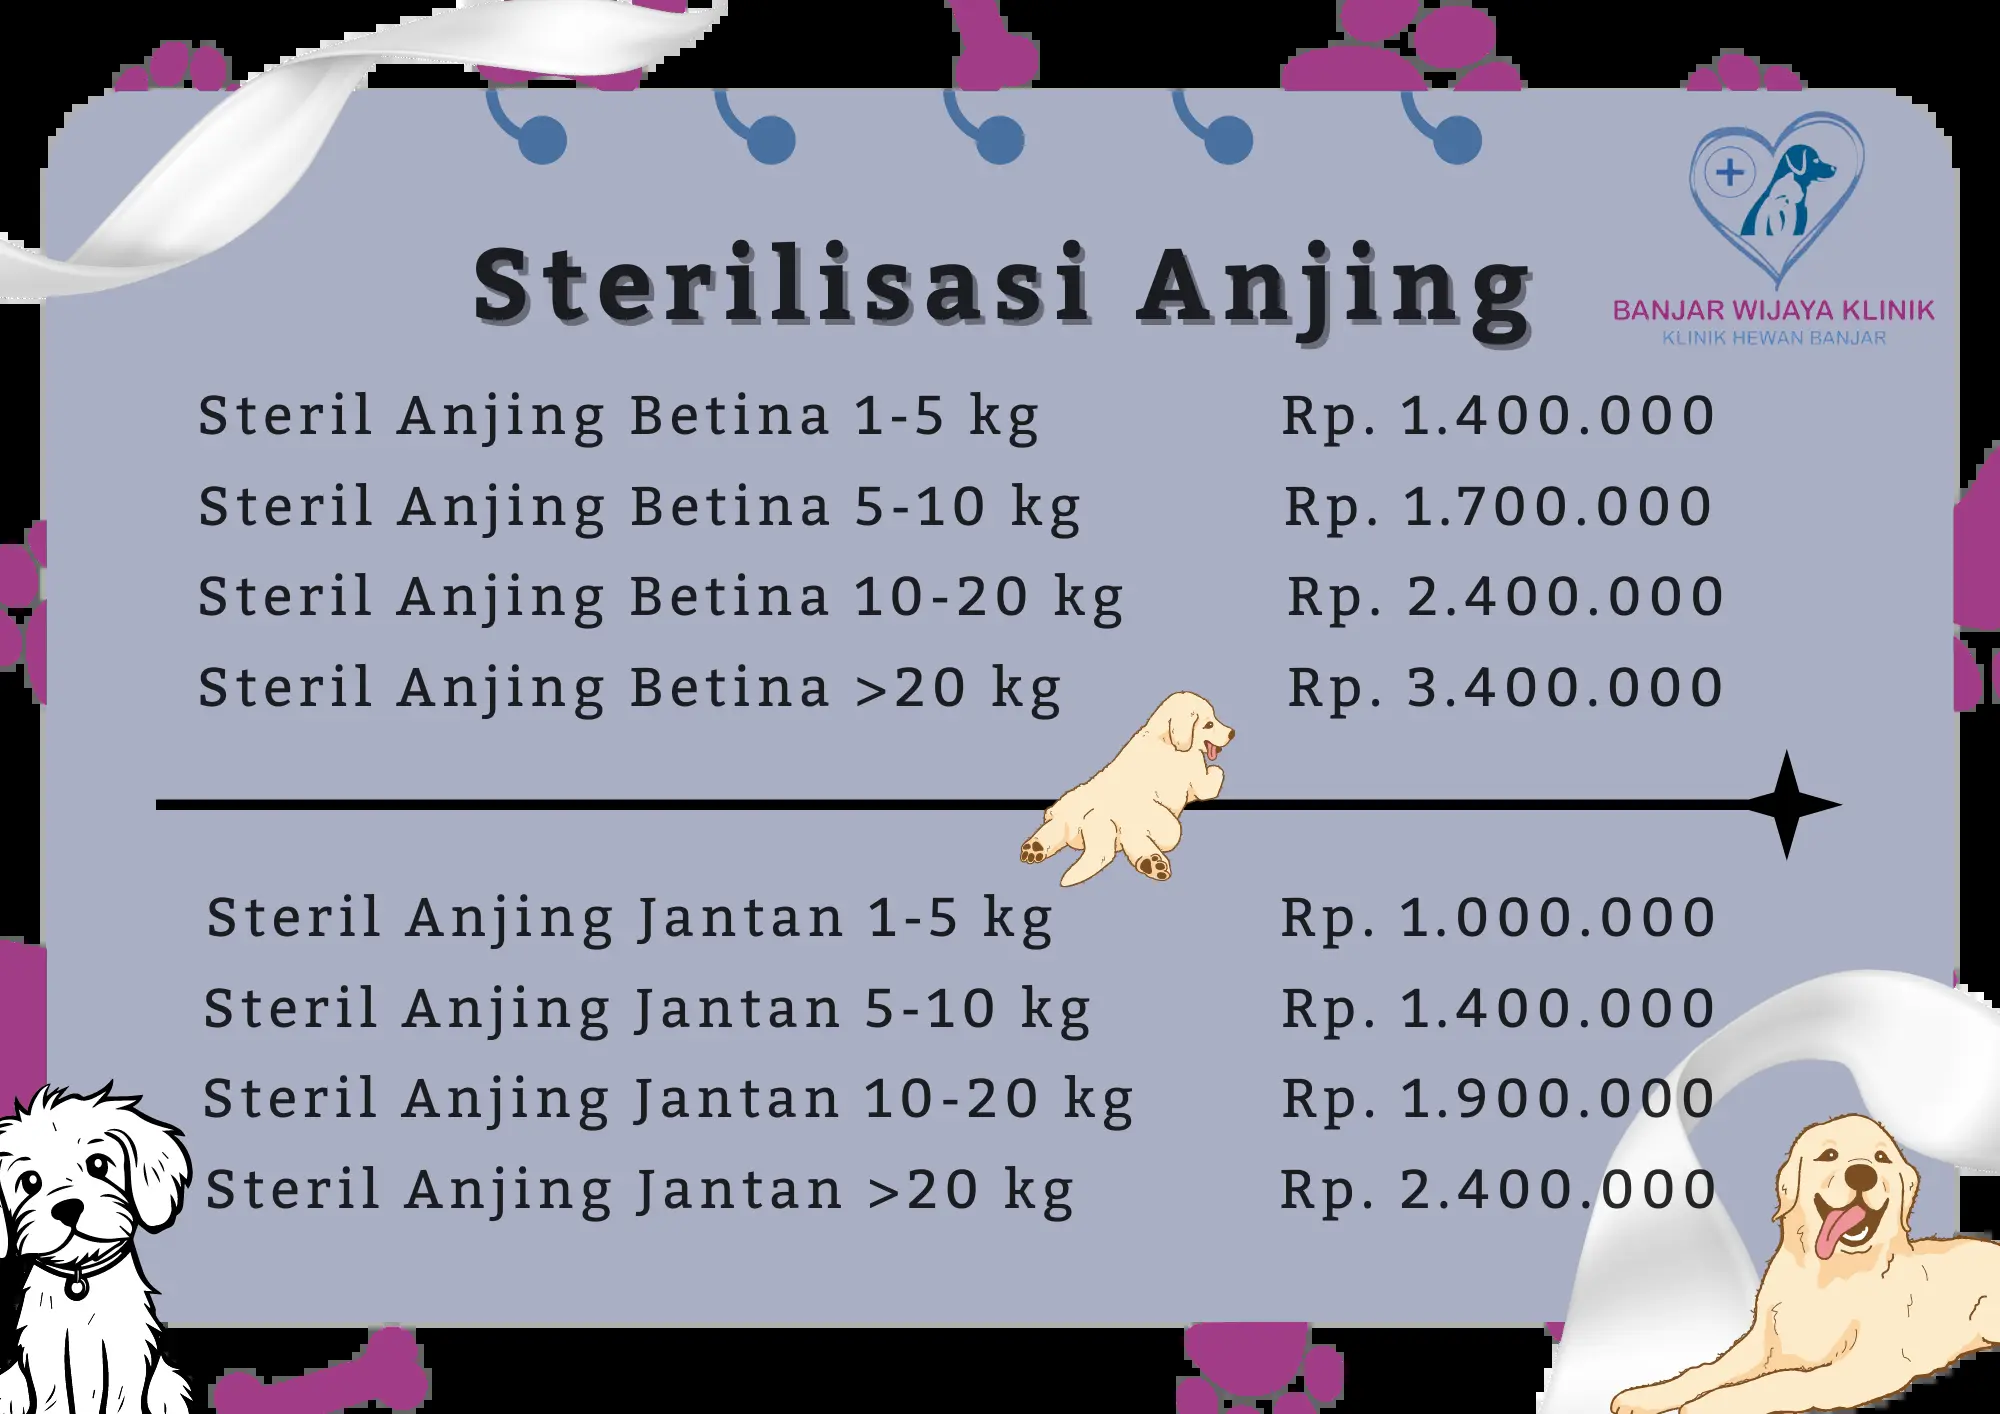 BANJAR WIJAYA KLINIK
KLINIK HEWAN BANJAR
Sterilisasi Anjing
Steril Anjing Betina 1-5 kg Rp. 1.400.000
Steril Anjing Betina 5-10 kg Rp. 1.700.000
Steril Anjing Betina 10-20 kg Rp. 2.400.000
Steril Anjing Betina >20 kg Rp. 3.400.000
Steril Anjing Jantan 1-5 kg Rp. 1.000.000
Steril Anjing Jantan 5-10 kg Rp. 1.400.000
Steril Anjing Jantan 10-20 kg Rp. 1.900.000
Steril Anjing Jantan >20 kg Rp. 2.400.000